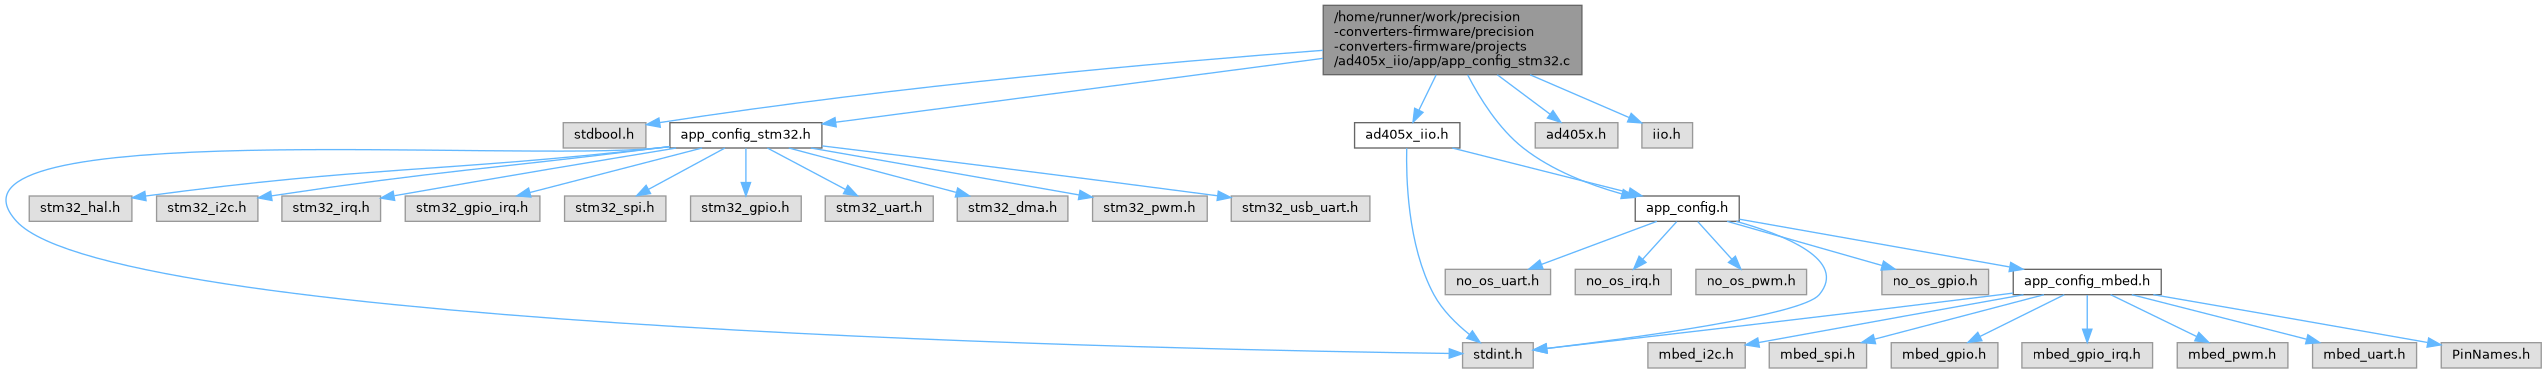 /home/runner/work/precision
-converters-firmware/precision
-converters-firmware/projects
/ad405x_iio/app/app_config_stm32.c
stdbool.h
app_config_stm32.h
ad405x_iio.h
ad405x.h
iio.h
stm32_hal.h
stm32_i2c.h
stm32_irq.h
stm32_gpio_irq.h
stm32_spi.h
stm32_gpio.h
stm32_uart.h
stm32_dma.h
stm32_pwm.h
stm32_usb_uart.h
app_config.h
no_os_uart.h
no_os_irq.h
no_os_pwm.h
no_os_gpio.h
app_config_mbed.h
stdint.h
mbed_i2c.h
mbed_spi.h
mbed_gpio.h
mbed_gpio_irq.h
mbed_pwm.h
mbed_uart.h
PinNames.h